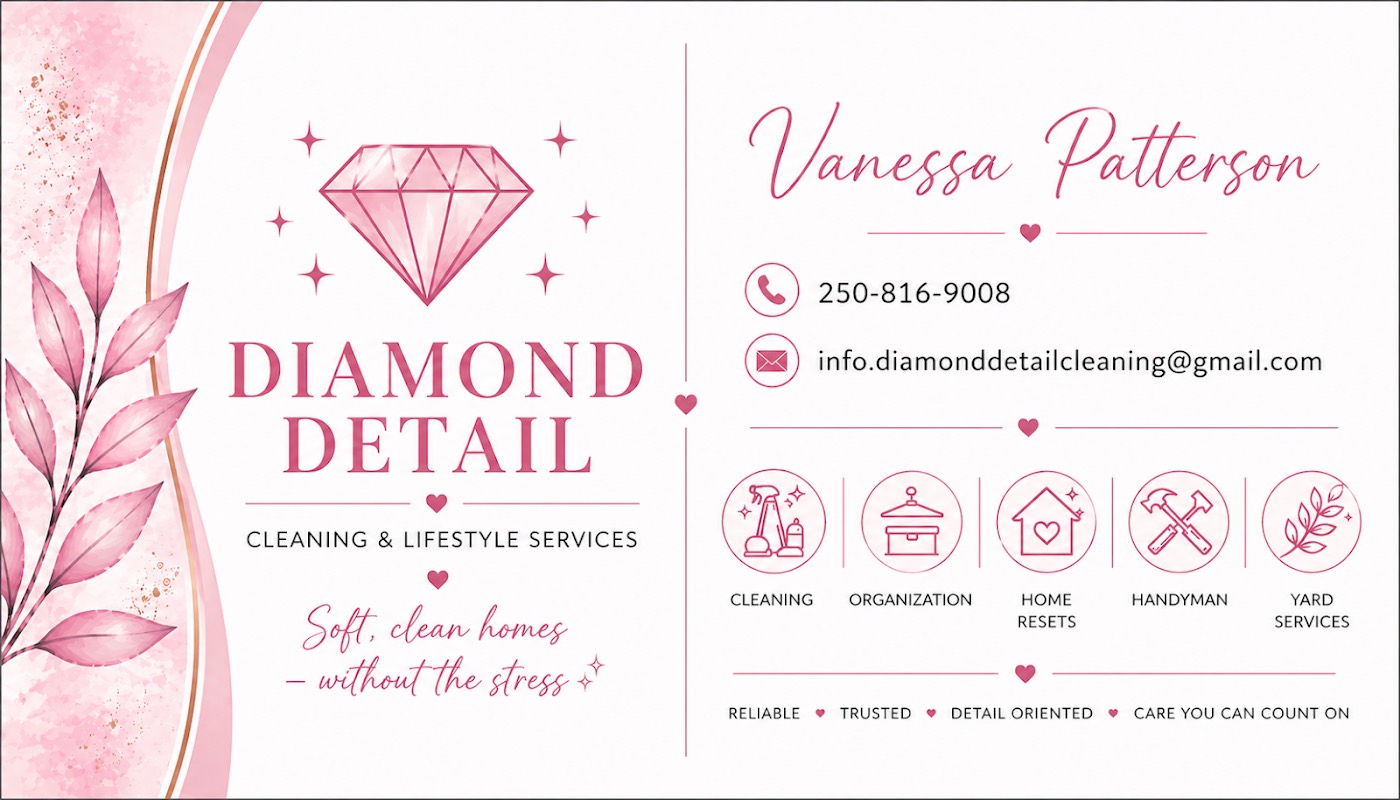 DIAMOND
DETAIL
CLEANING & LIFESTYLE SERVICES
Soft, clean homes
– without the stress
Vanessa Patterson
250-816-9008
info.diamonddetailcleaning@gmail.com
CLEANING
ORGANIZATION
HOME
RESETS
HANDYMAN
YARD
SERVICES
RELIABLE ♥ TRUSTED ♥ DETAIL ORIENTED ♥ CARE YOU CAN COUNT ON